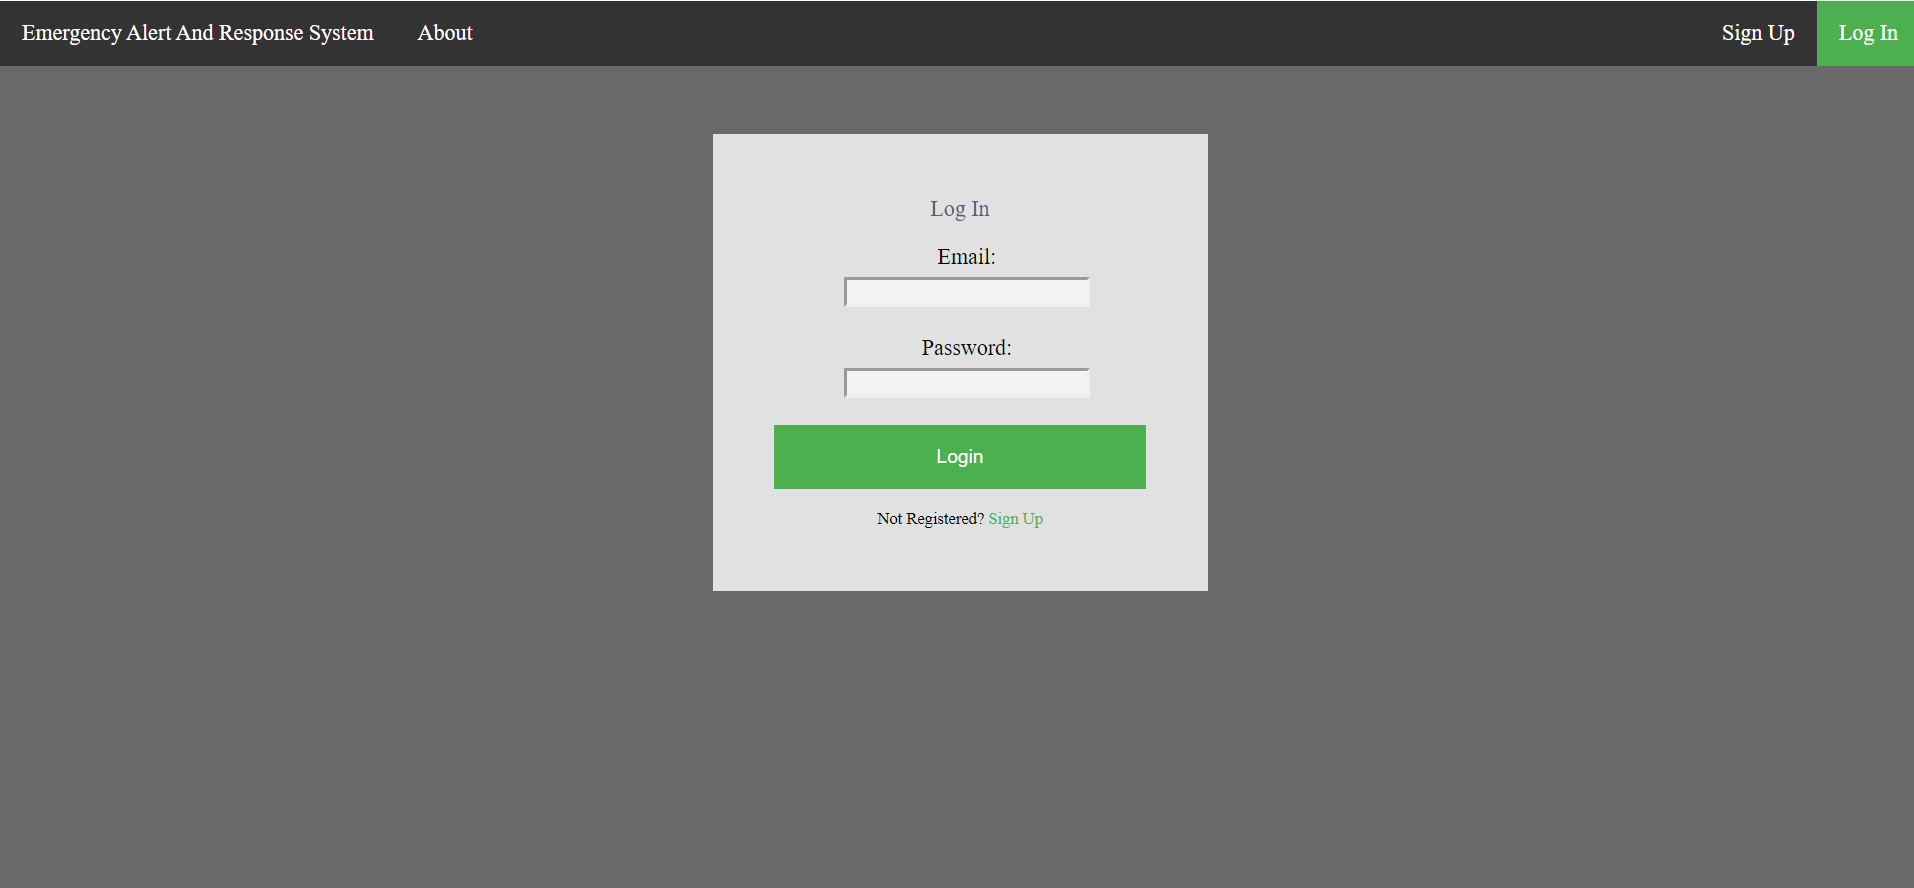 Emergency Alert And Response System About Sign Up Log In
Log In
Email:
Password:
Login
Not Registered? Sign Up